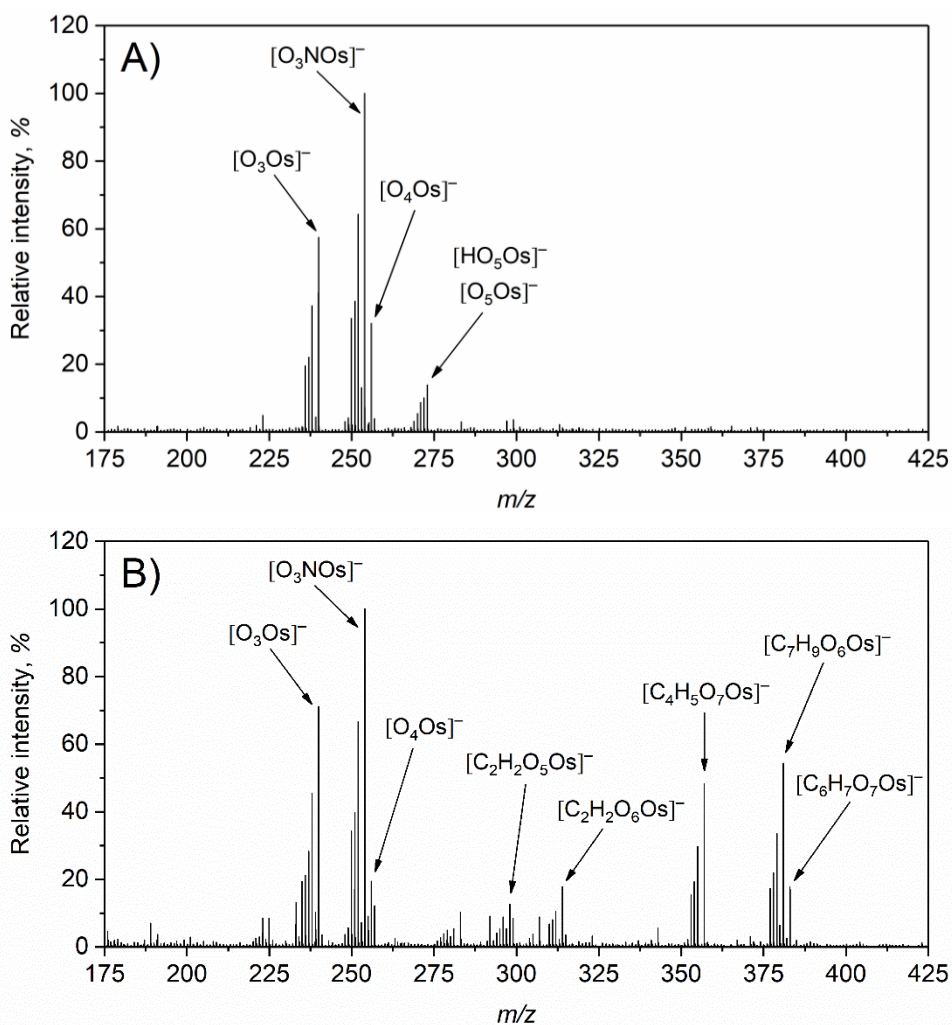 A)
120
100
80
60
40
20
0
Relative intensity, %
[O₃NOs]⁻
[O₃Os]⁻
[O₄Os]⁻
[HO₅Os]⁻
[O₅Os]⁻
175 200 225 250 275 300 325 350 375 400 425
m/z
B)
120
100
80
60
40
20
0
Relative intensity, %
[O₃NOs]⁻
[O₃Os]⁻
[O₄Os]⁻
[C₂H₂O₅Os]⁻
[C₂H₂O₆Os]⁻
[C₄H₅O₇Os]⁻
[C₇H₉O₆Os]⁻
[C₆H₇O₇Os]⁻
175 200 225 250 275 300 325 350 375 400 425
m/z